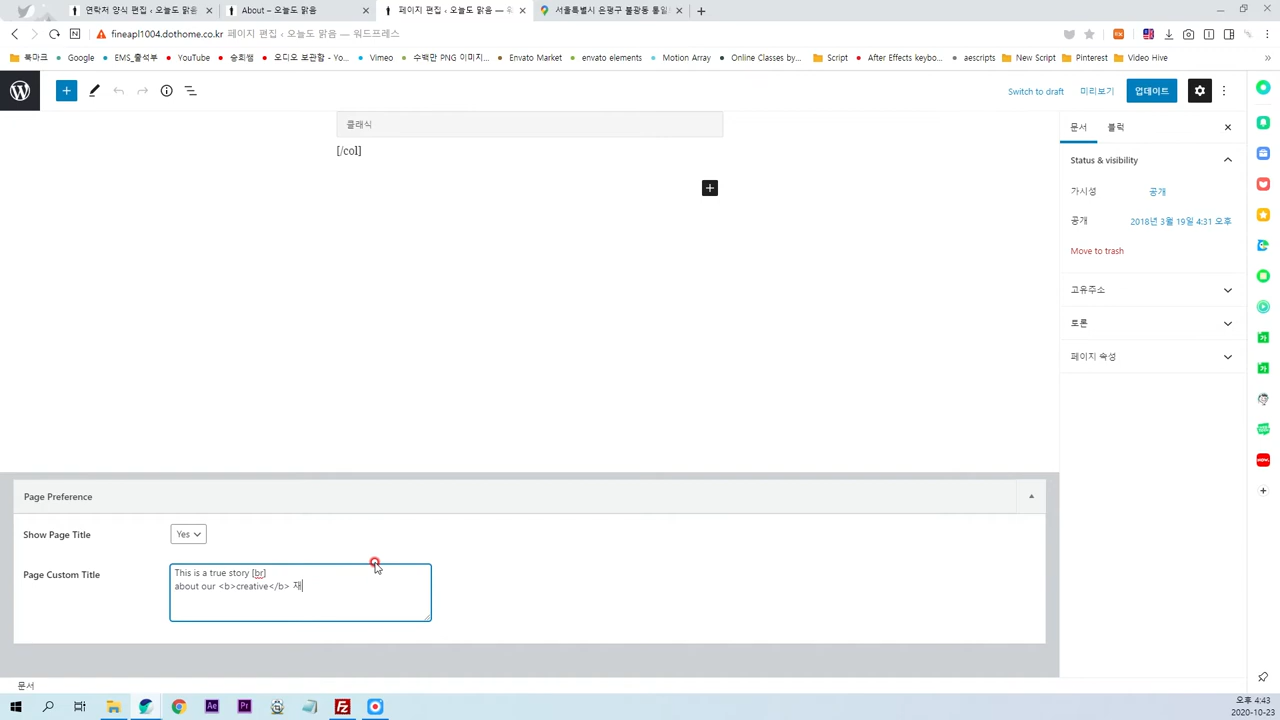 연락처 양식 편집 ‹ 오늘도 맑음
About – 오늘도 맑음
페이지 편집 ‹ 오늘도 맑음 — 워
서울특별시 은평구 불광동 통일
fineapl1004.dothome.co.kr 페이지 편집 ‹ 오늘도 맑음 — 워드프레스
북마크
Google
EMS_출석부
YouTube
승희쌤
오디오 보관함 - Yo...
Vimeo
수백만 PNG 이미지...
Envato Market
envato elements
Motion Array
Online Classes by...
Script
After Effects keybo...
aescripts
New Script
Pinterest
Video Hive
Switch to draft
미리보기
업데이트
클래식
[/col]
문서
블럭
Status & visibility
가시성
공개
공개
2018년 3월 19일 4:31 오후
Move to trash
고유주소
토론
페이지 속성
Page Preference
Show Page Title
Yes
Page Custom Title
This is a true story [br]
about our <b>creative</b> 재
문서
오후 4:43
2020-10-23